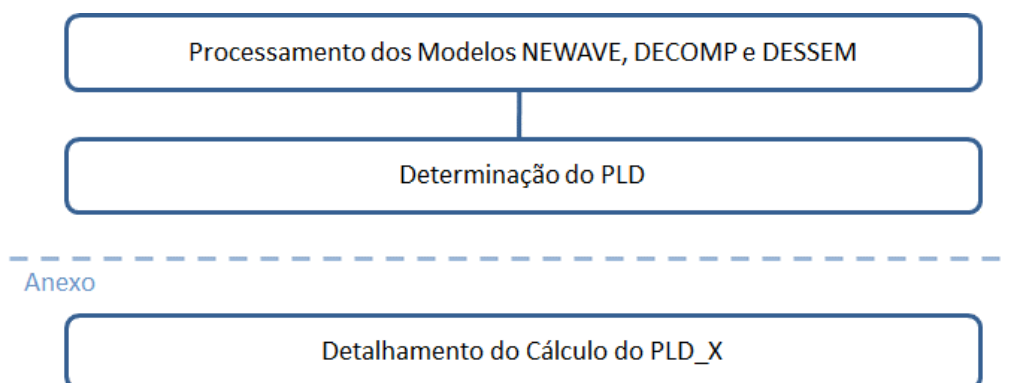 Processamento dos Modelos NEWAVE, DECOMP e DESSEM
Determinação do PLD
Anexo
Detalhamento do Cálculo do PLD_X